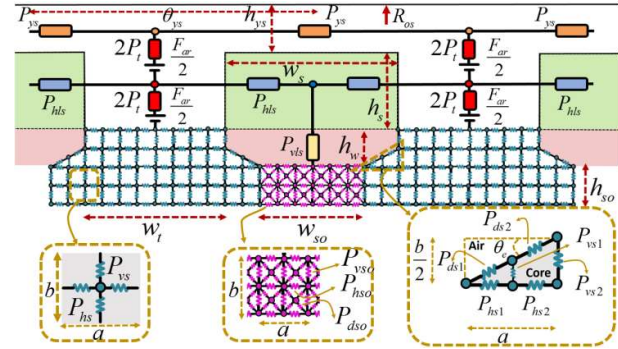 P_ys θ_ys h_ys P_ys R_os P_ys
2P_t F_ar/2 w_s 2P_t F_ar/2
P_hls 2P_t F_ar/2 P_hls h_s 2P_t F_ar/2 P_hls
P_vls h_w
h_so
w_t w_so
b P_vs P_hs a
b P_vso P_hso P_dso a
b/2 Air θ_e P_ds2 P_vs1
P_ds1 Core P_vs2
P_hs1 P_hs2
a